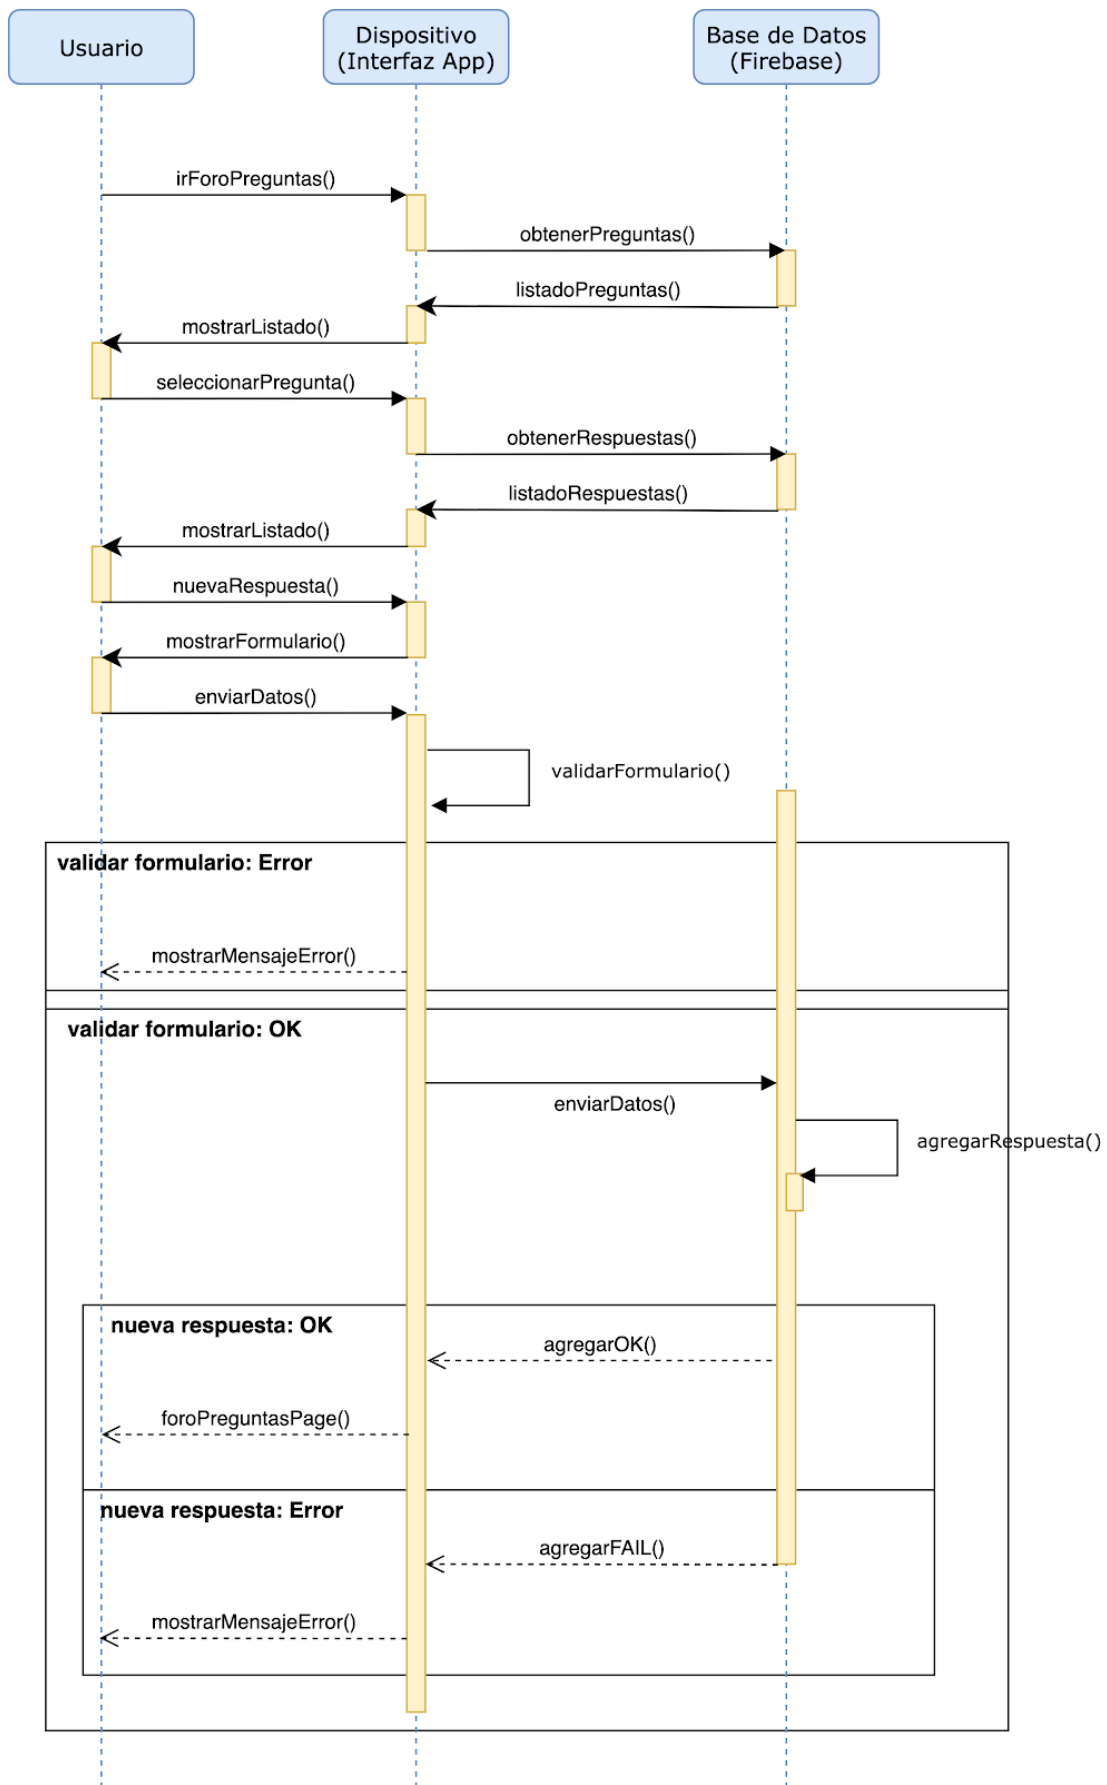 Usuario
Dispositivo
(Interfaz App)
Base de Datos
(Firebase)
irForoPreguntas()
obtenerPreguntas()
listadoPreguntas()
mostrarListado()
seleccionarPregunta()
obtenerRespuestas()
listadoRespuestas()
mostrarListado()
nuevaRespuesta()
mostrarFormulario()
enviarDatos()
validarFormulario()
validar formulario: Error
mostrarMensajeError()
validar formulario: OK
enviarDatos()
agregarRespuesta()
nueva respuesta: OK
agregarOK()
foroPreguntasPage()
nueva respuesta: Error
agregarFAIL()
mostrarMensajeError()